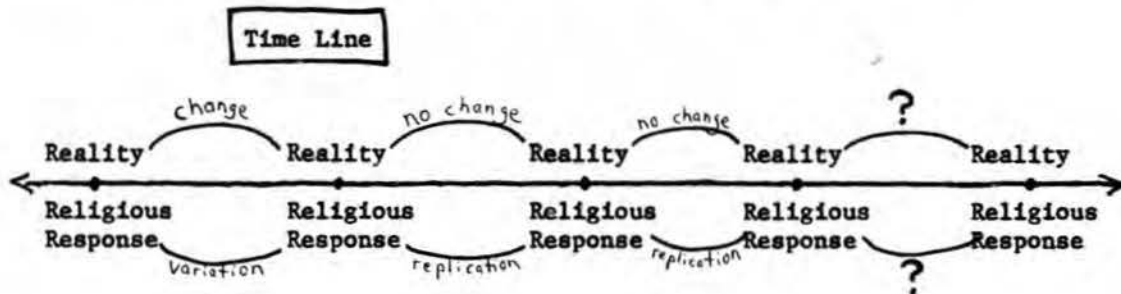 Time Line
change no change no change ?
Reality Reality Reality Reality Reality
Religious Religious Religious Religious Religious
Response Response Response Response Response
variation replication replication ?